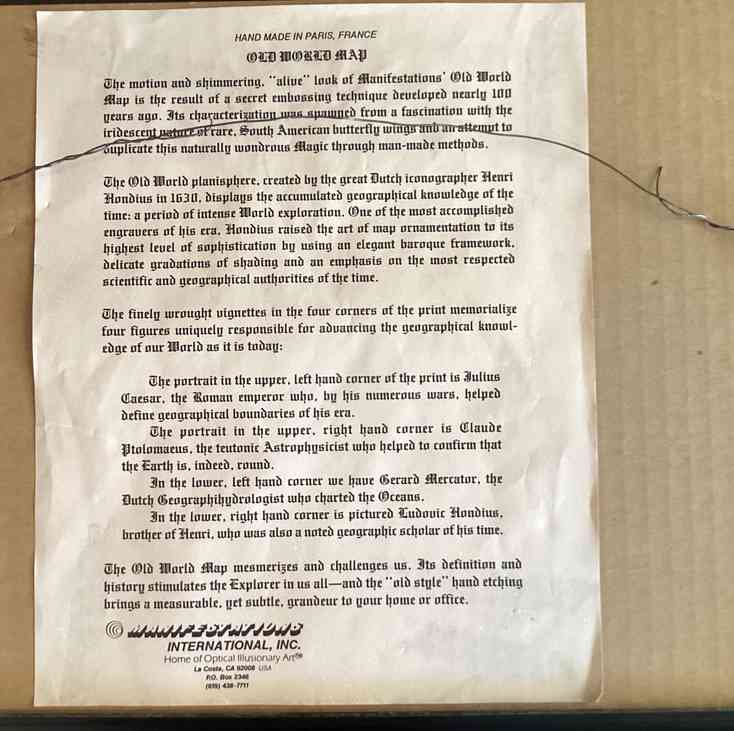 HAND MADE IN PARIS, FRANCE
OLD WORLD MAP
The motion and shimmering, "alive" look of Manifestations' Old World
Map is the result of a secret embossing technique developed nearly 100
years ago. Its characterization was spawned from a fascination with the
iridescent nature of rare, South American butterfly wings and an attempt to
duplicate this naturally wondrous Magic through man-made methods.
The Old World planisphere, created by the great Dutch iconographer Henri
Hondius in 1630, displays the accumulated geographical knowledge of the
time: a period of intense World exploration. One of the most accomplished
engravers of his era, Hondius raised the art of map ornamentation to its
highest level of sophistication by using an elegant baroque framework,
delicate gradations of shading and an emphasis on the most respected
scientific and geographical authorities of the time.
The finely wrought vignettes in the four corners of the print memorialize
four figures uniquely responsible for advancing the geographical knowl-
edge of our World as it is today:
The portrait in the upper, left hand corner of the print is Julius
Caesar, the Roman emperor who, by his numerous wars, helped
define geographical boundaries of his era.
The portrait in the upper, right hand corner is Claude
Ptolomaeus, the teutonic Astrophysicist who helped to confirm that
the Earth is, indeed, round.
In the lower, left hand corner we have Gerard Mercator, the
Dutch Geographihydrologist who charted the Oceans.
In the lower, right hand corner is pictured Ludovic Hondius,
brother of Henri, who was also a noted geographic scholar of his time.
The Old World Map mesmerizes and challenges us. Its definition and
history stimulates the Explorer in us all—and the "old style" hand etching
brings a measurable, yet subtle, grandeur to your home or office.
MANIFESTATIONS
INTERNATIONAL, INC.
Home of Optical Illusionary Art
La Costa, CA 92008 USA
P.O. Box 2346
(619) 438-7711